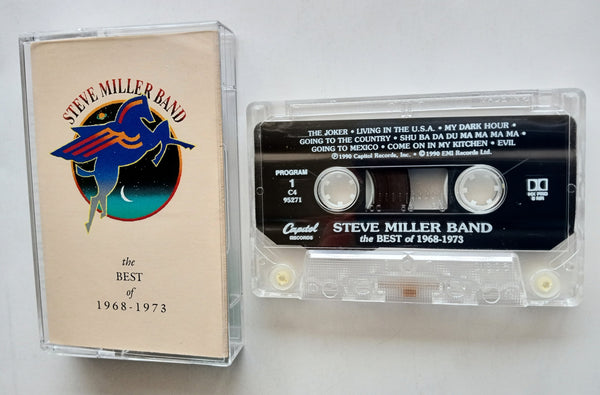 STEVE MILLER BAND
the
BEST
of
1968-1973
THE JOKER • LIVING IN THE U.S.A. • MY DARK HOUR •
GOING TO THE COUNTRY • SHU BA DA DU MA MA MA MA •
GOING TO MEXICO • COME ON IN MY KITCHEN • EVIL
℗ 1990 Capitol Records, Inc. • © 1990 EMI Records Ltd.
PROGRAM
1
C4
95271
Capitol
RECORDS
STEVE MILLER BAND
the BEST of 1968-1973